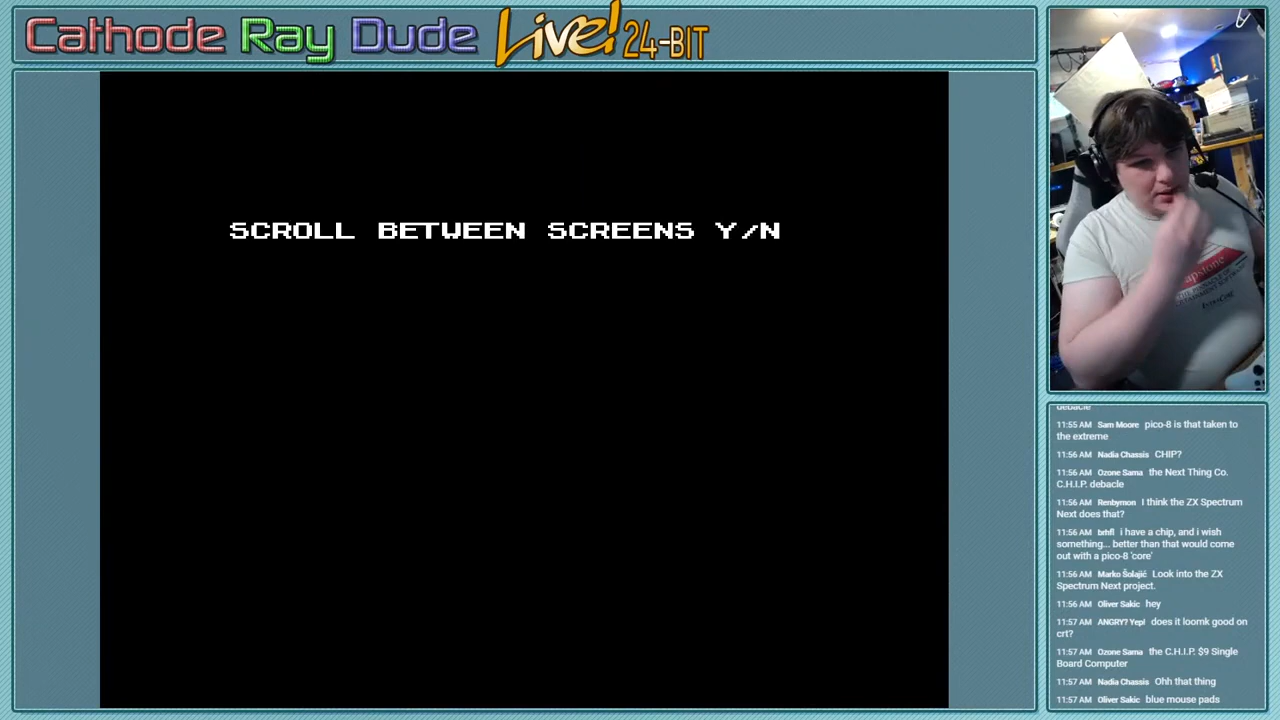 Cathode Ray Dude Live! 24-BIT
SCROLL BETWEEN SCREENS Y/N
capstone
debacle
11:55 AM Sam Moore pico-8 is that taken to
the extreme
11:56 AM Nadia Chassis CHIP?
11:56 AM Ozone Sama the Next Thing Co.
C.H.I.P. debacle
11:56 AM Renbymon I think the ZX Spectrum
Next does that?
11:56 AM brhfl i have a chip, and i wish
something... better than that would come
out with a pico-8 'core'
11:56 AM Marko Šolajić Look into the ZX
Spectrum Next project.
11:56 AM Oliver Sakic hey
11:57 AM ANGRY? Yep! does it loomk good on
crt?
11:57 AM Ozone Sama the C.H.I.P. $9 Single
Board Computer
11:57 AM Nadia Chassis Ohh that thing
11:57 AM Oliver Sakic blue mouse pads